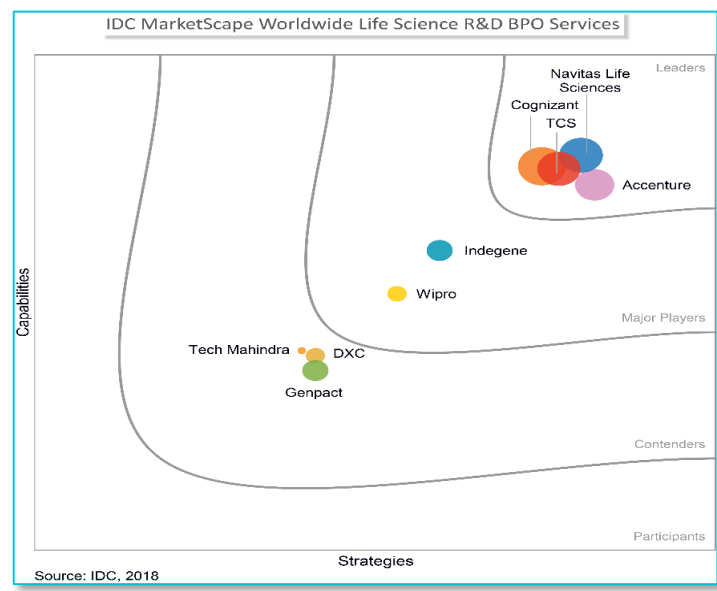 IDC MarketScape Worldwide Life Science R&D BPO Services
Leaders
Navitas Life
Sciences
Cognizant
TCS
Accenture
Indegene
Wipro
Capabilities
Major Players
Tech Mahindra
DXC
Genpact
Contenders
Participants
Strategies
Source: IDC, 2018